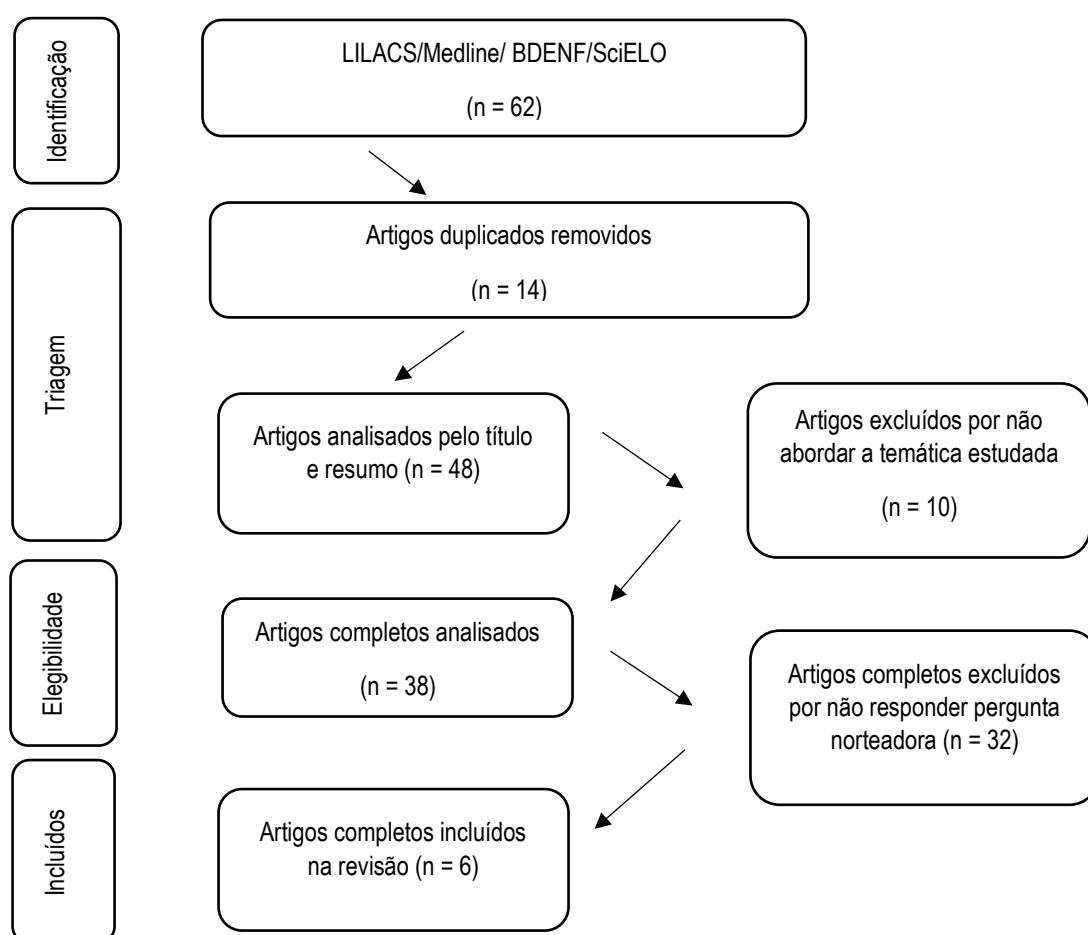 Identificação
LILACS/Medline/ BDENF/SciELO
(n = 62)
Triagem
Artigos duplicados removidos
(n = 14)
Artigos analisados pelo título
e resumo (n = 48)
Artigos excluídos por não
abordar a temática estudada
(n = 10)
Elegibilidade
Artigos completos analisados
(n = 38)
Artigos completos excluídos
por não responder pergunta
norteadora (n = 32)
Incluídos
Artigos completos incluídos
na revisão (n = 6)